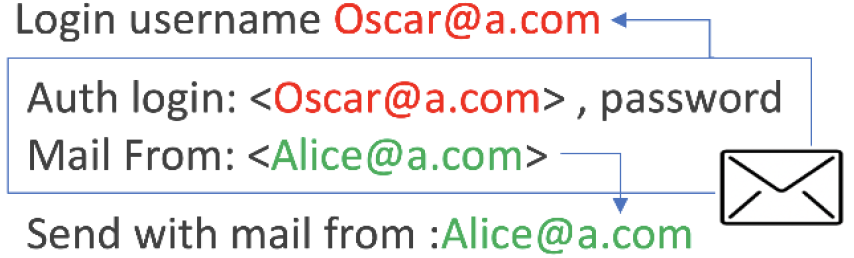 Login username Oscar@a.com
Auth login: <Oscar@a.com> , password
Mail From: <Alice@a.com>
Send with mail from :Alice@a.com